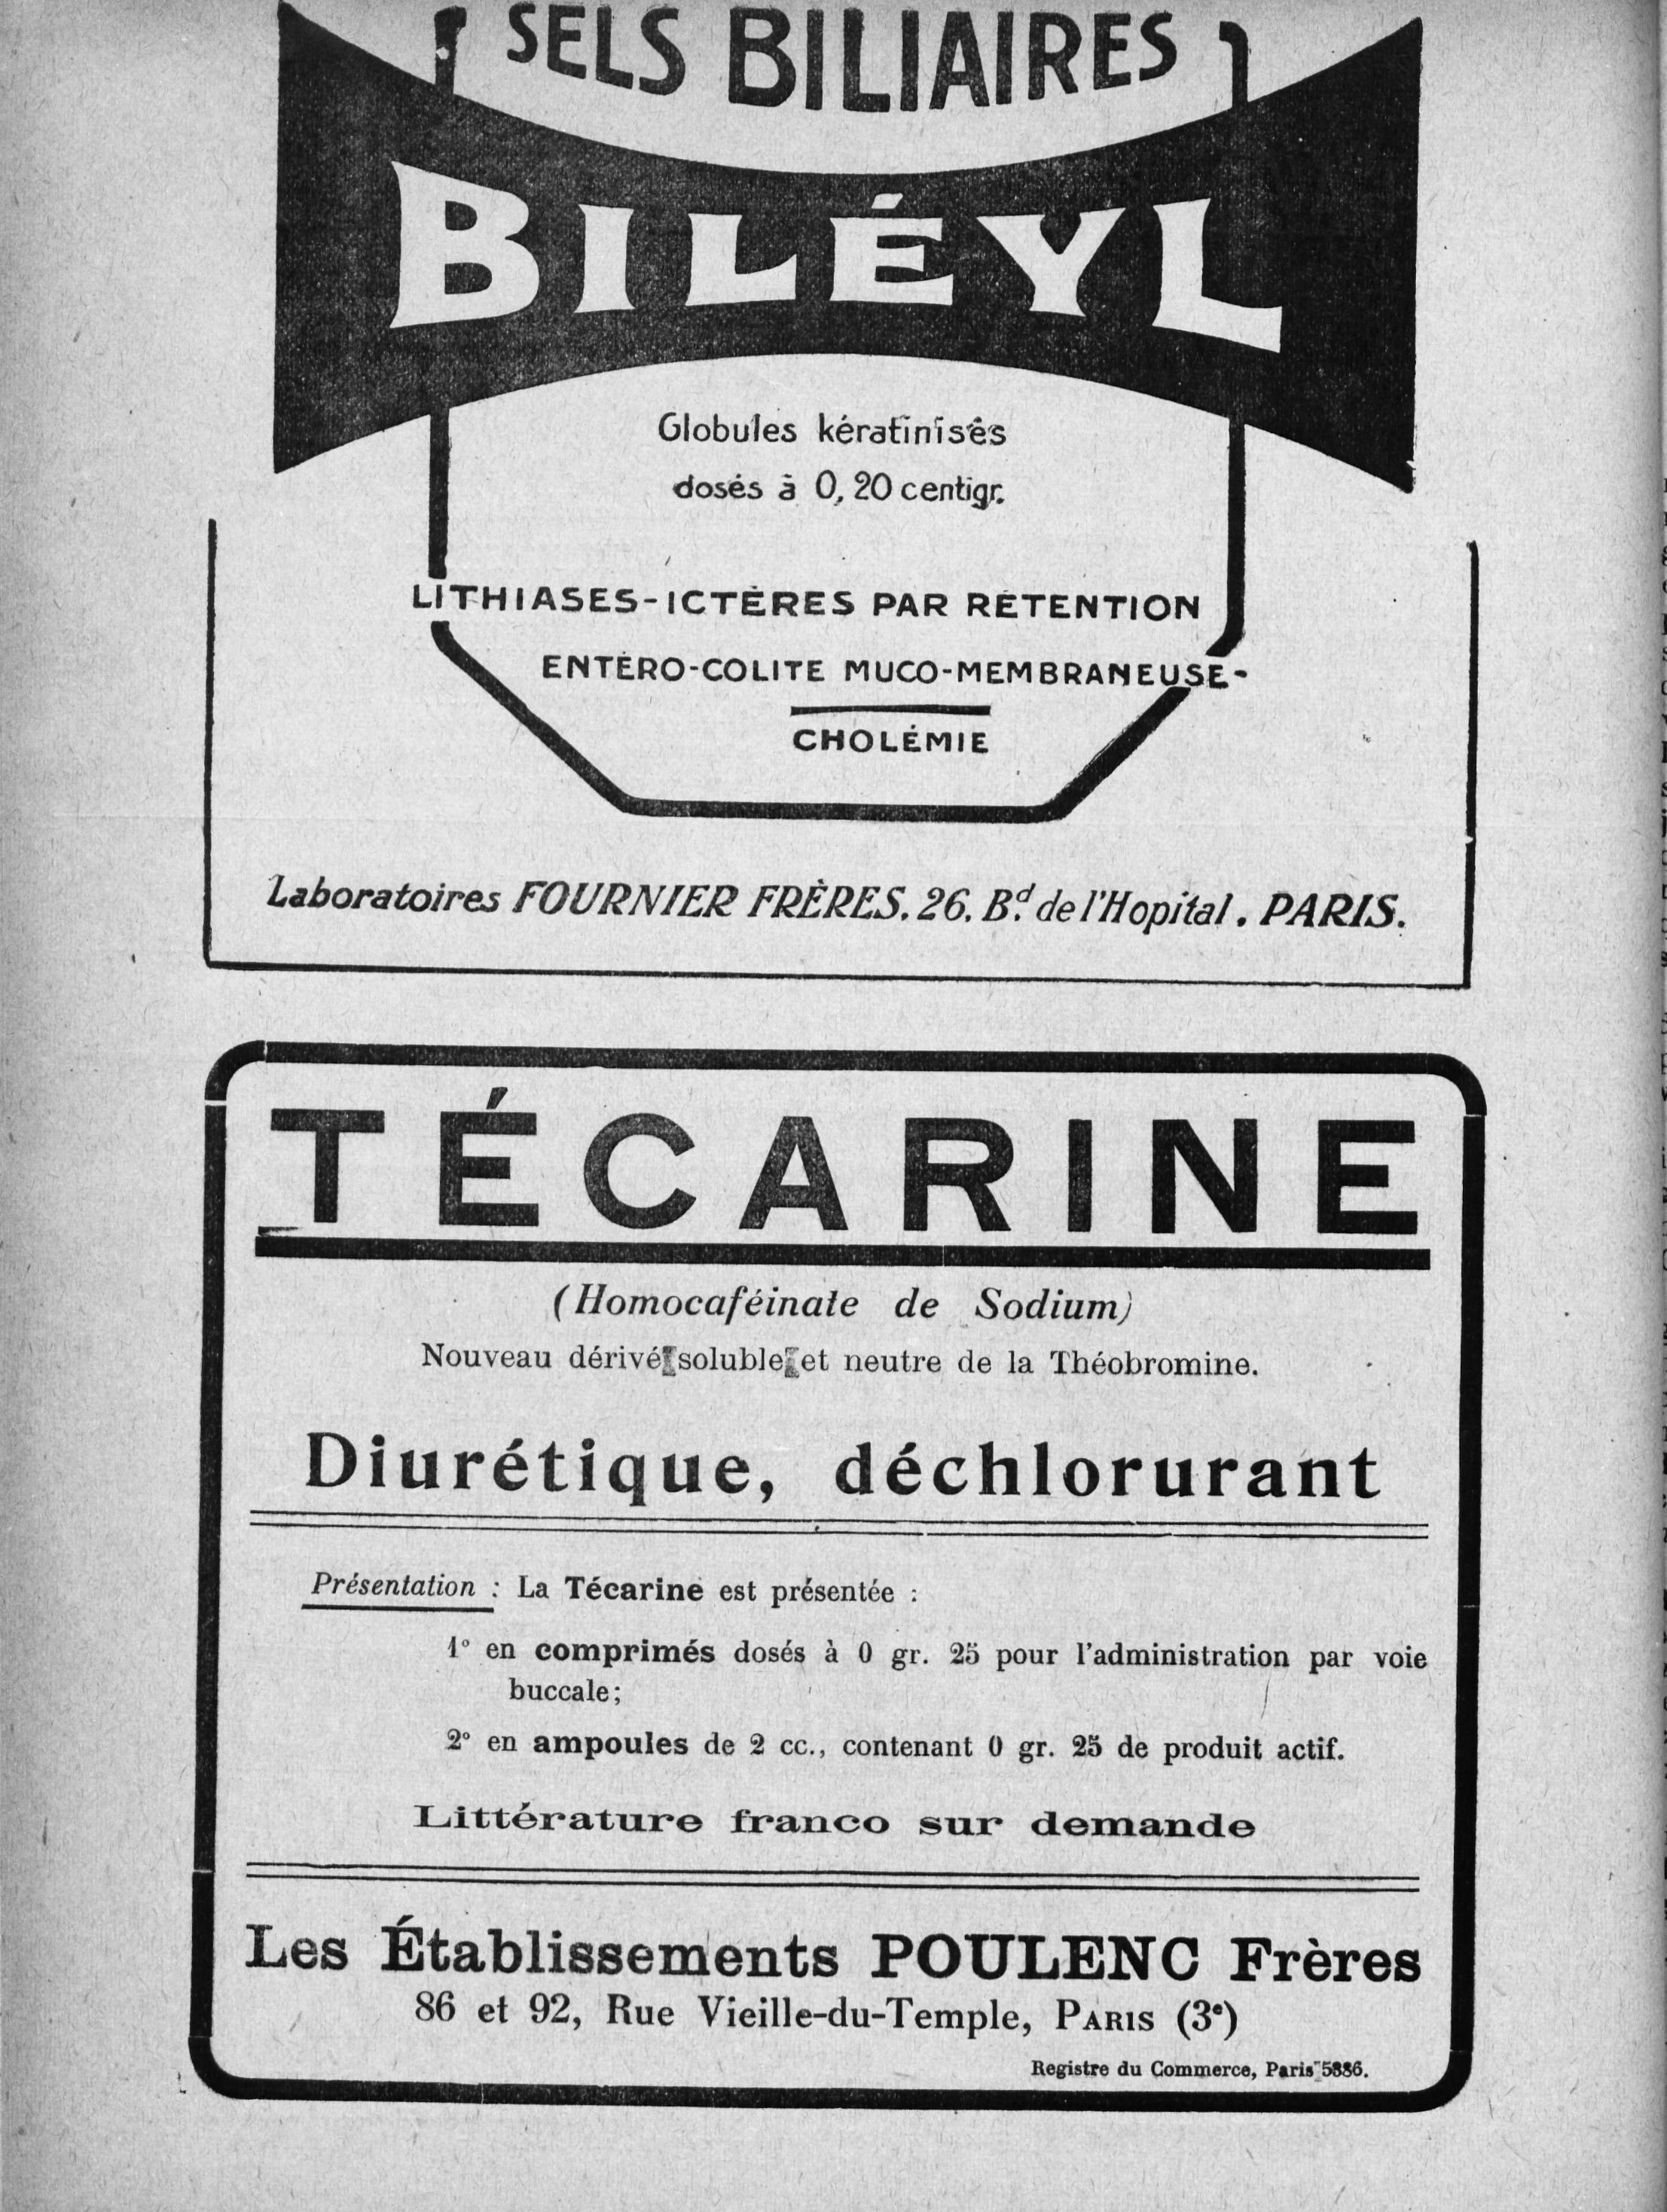 SELS BILIAIRES
BILÉYL
Globules kératinisés
dosés à 0,20 centigr.
LITHIASES-ICTÈRES PAR RÉTENTION
ENTÉRO-COLITE MUCO-MEMBRANEUSE-
CHOLÉMIE
Laboratoires FOURNIER FRÈRES. 26. Bd. de l'Hopital. PARIS.
TÉCARINE
(Homocaféinate de Sodium)
Nouveau dérivé soluble et neutre de la Théobromine.
Diurétique, déchlorurant
Présentation : La Técarine est présentée :
1º en comprimés dosés à 0 gr. 25 pour l'administration par voie
buccale;
2º en ampoules de 2 cc., contenant 0 gr. 25 de produit actif.
Littérature franco sur demande
Les Établissements POULENC Frères
86 et 92, Rue Vieille-du-Temple, PARIS (3e)
Registre du Commerce, Paris 5886.